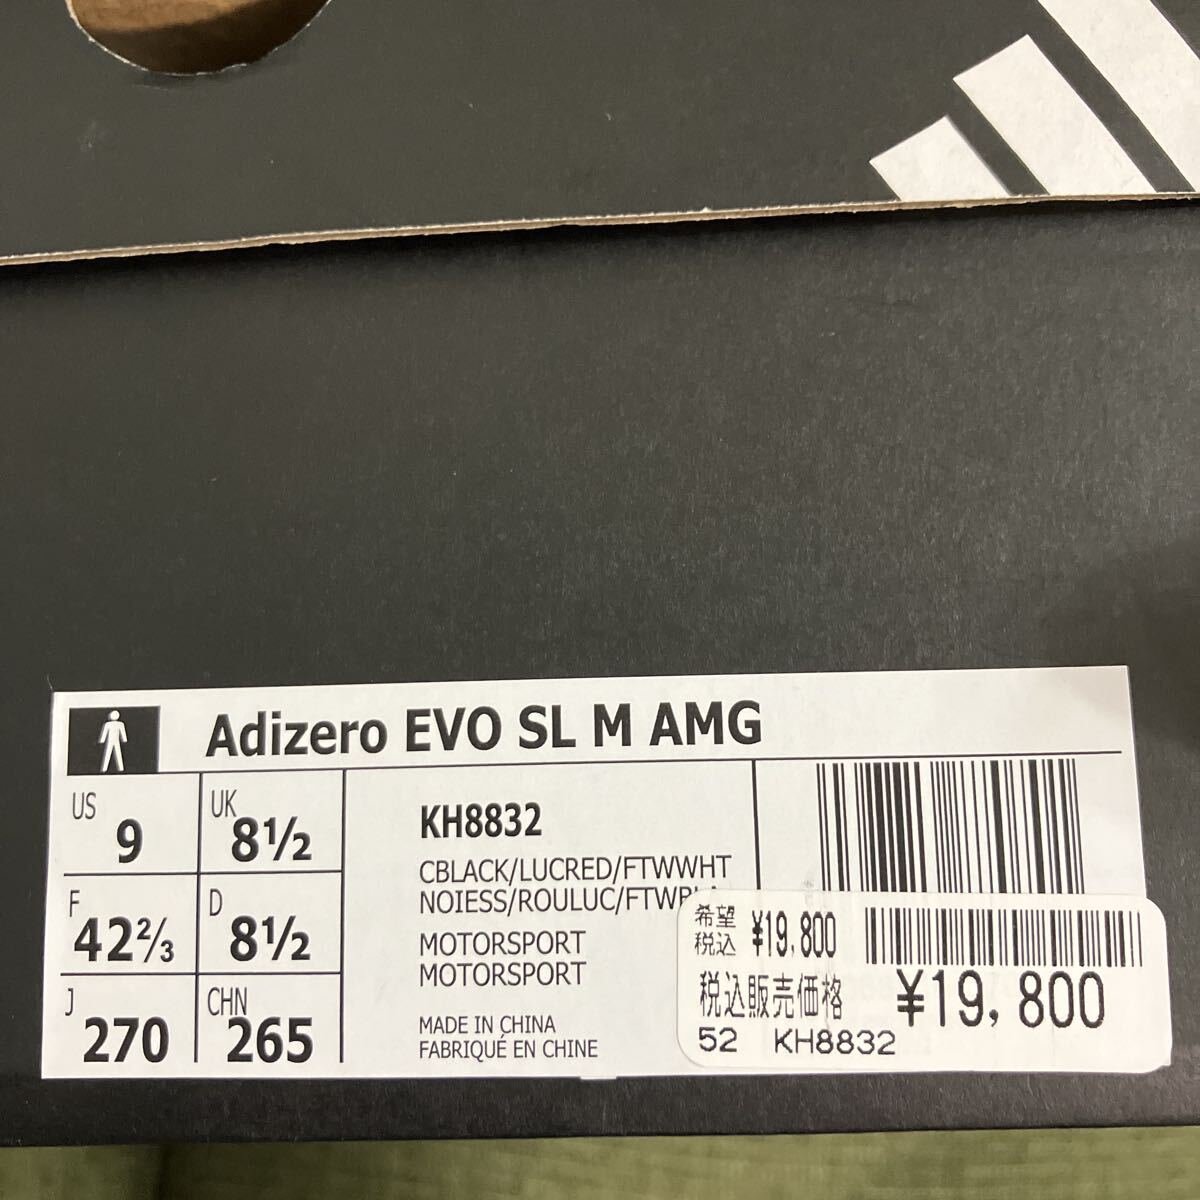 Adizero EVO SL M AMG
US 9
UK 8½
F 42⅔
D 8½
J 270
CHN 265
KH8832
CBLACK/LUCRED/FTWWHT
NOIESS/ROULUC/
MOTORSPORT
MOTORSPORT
MADE IN CHINA
FABRIQUÉ EN CHINE
希望 税込 ¥19,800
税込販売価格 ¥19,800
52 KH8832